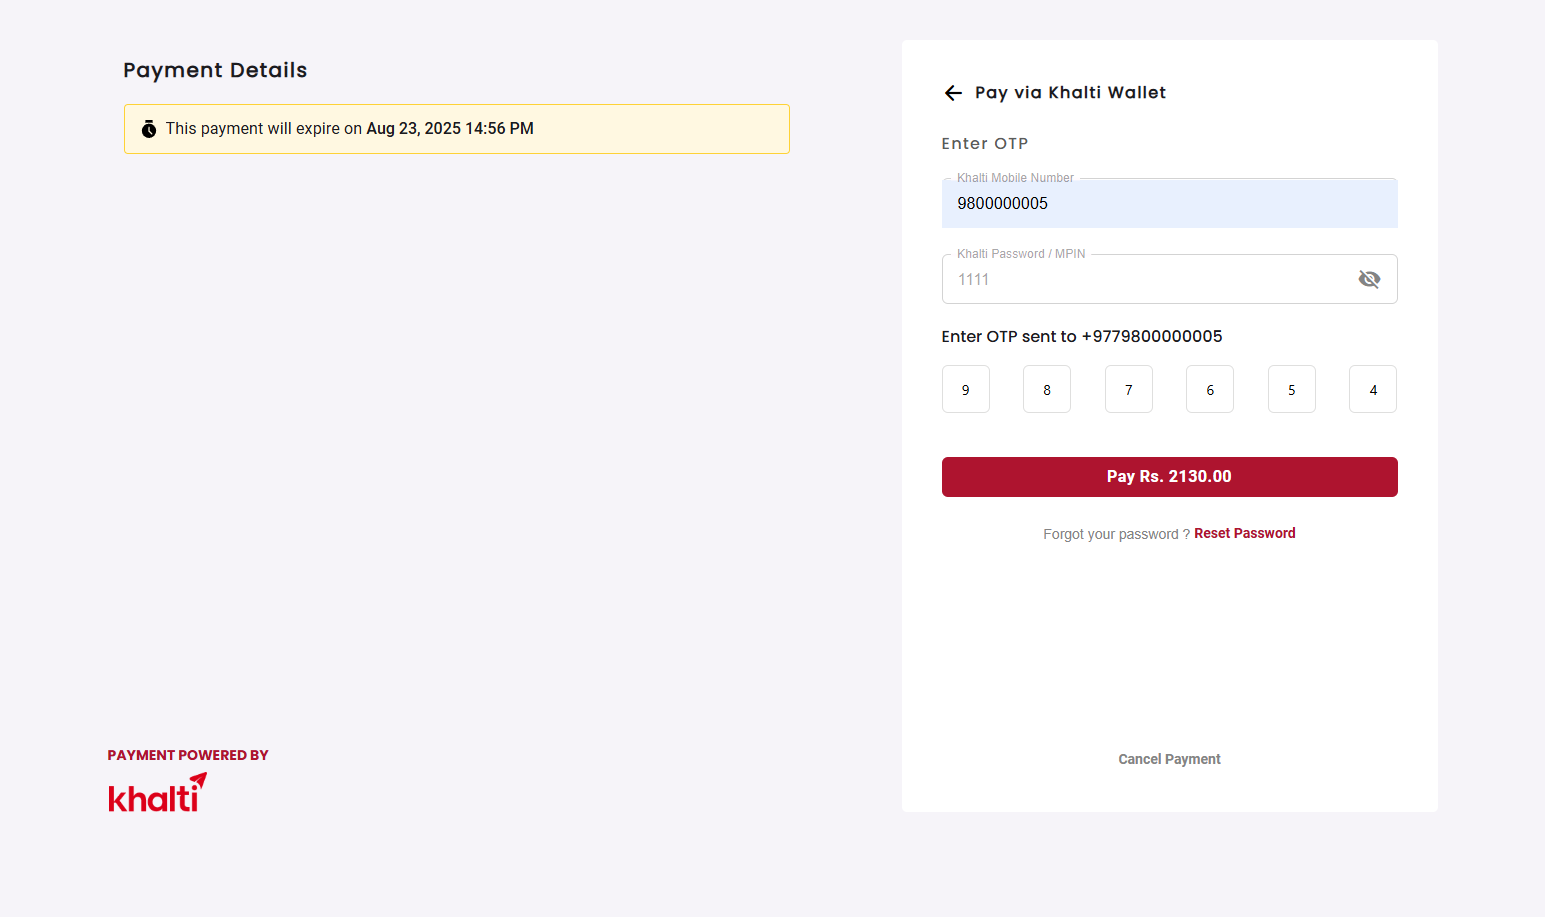 Payment Details
This payment will expire on Aug 23, 2025 14:56 PM
PAYMENT POWERED BY
khalti
Pay via Khalti Wallet
Enter OTP
Khalti Mobile Number
9800000005
Khalti Password / MPIN
1111
Enter OTP sent to +9779800000005
9 8 7 6 5 4
Pay Rs. 2130.00
Forgot your password ? Reset Password
Cancel Payment